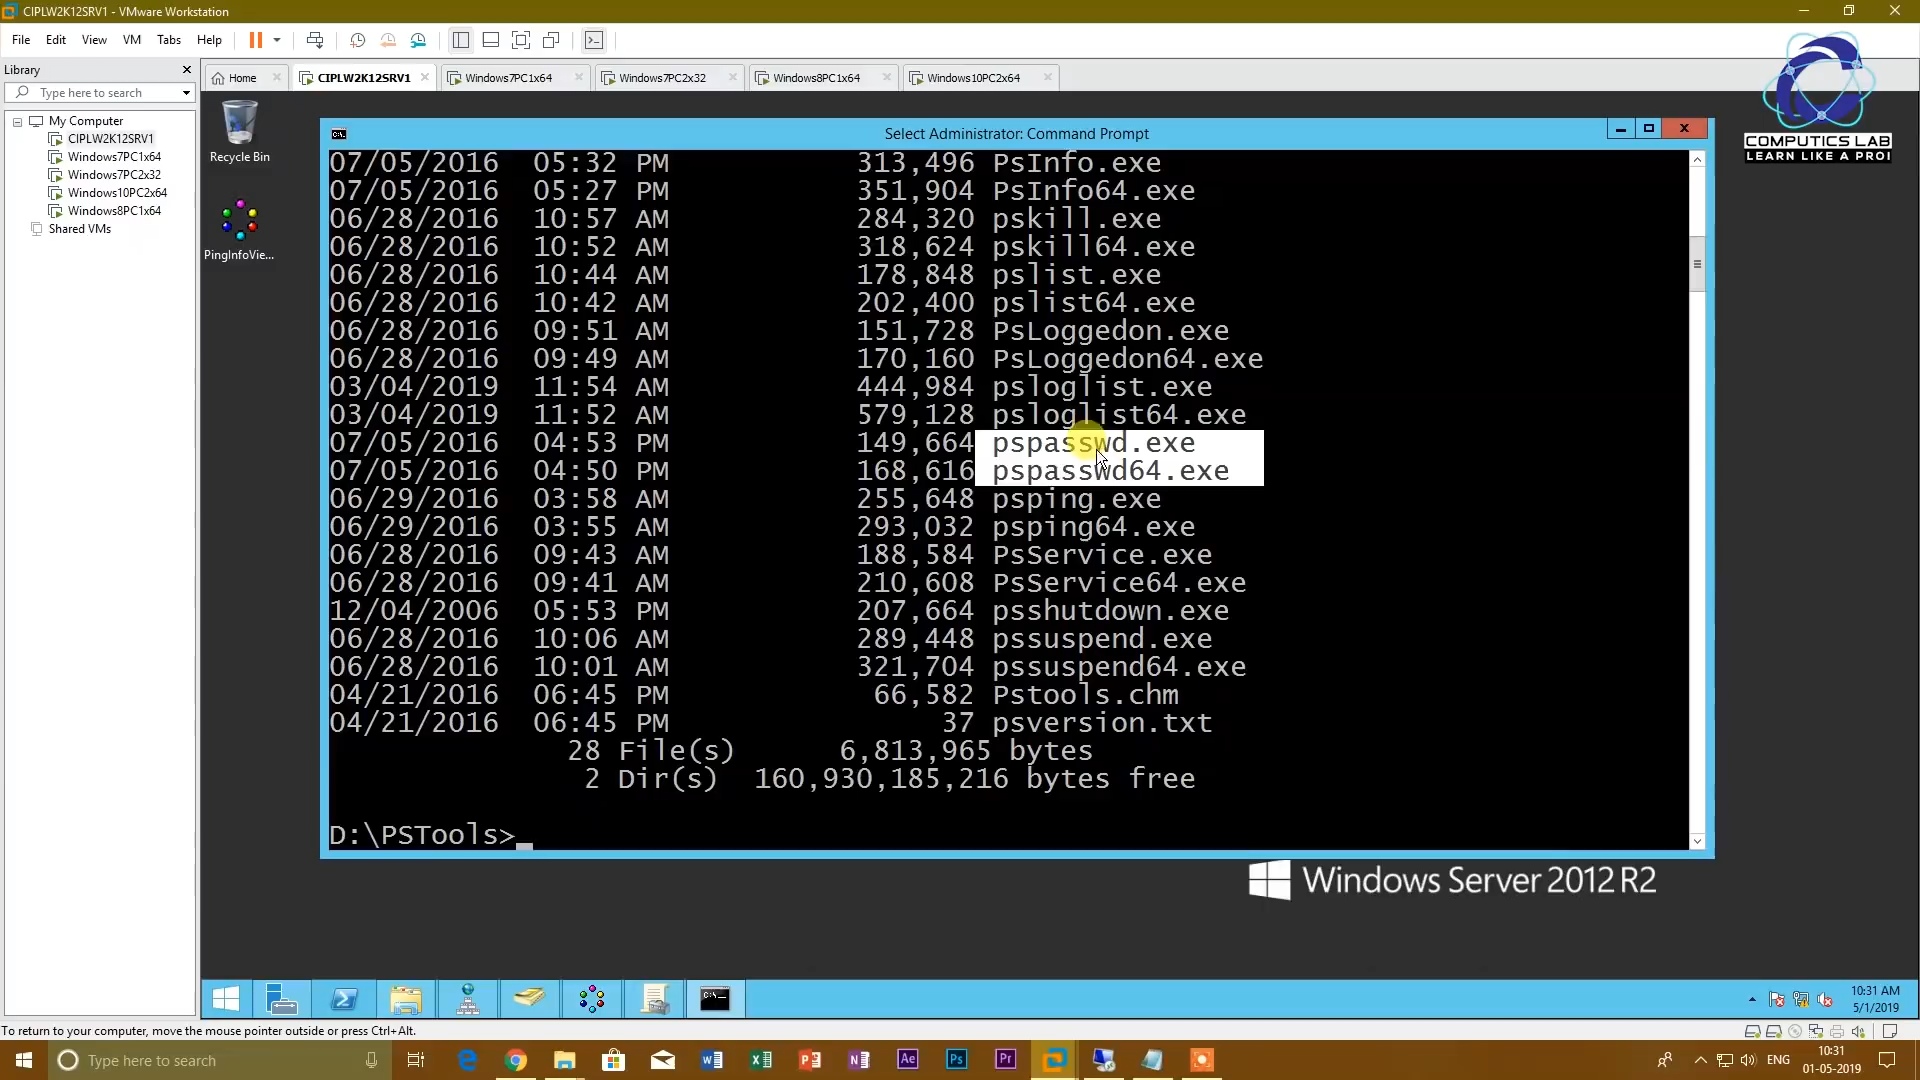 CIPLW2K12SRV1 - VMware Workstation
File Edit View VM Tabs Help
Library
Type here to search
My Computer
CIPLW2K12SRV1
Windows7PC1x64
Windows7PC2x32
Windows10PC2x64
Windows8PC1x64
Shared VMs
Home CIPLW2K12SRV1 Windows7PC1x64 Windows7PC2x32 Windows8PC1x64 Windows10PC2x64
COMPUTICS LAB
LEARN LIKE A PRO!
Recycle Bin
PingInfoVie...
Select Administrator: Command Prompt
07/05/2016 05:32 PM 313,496 PsInfo.exe
07/05/2016 05:27 PM 351,904 PsInfo64.exe
06/28/2016 10:57 AM 284,320 pskill.exe
06/28/2016 10:52 AM 318,624 pskill64.exe
06/28/2016 10:44 AM 178,848 pslist.exe
06/28/2016 10:42 AM 202,400 pslist64.exe
06/28/2016 09:51 AM 151,728 PsLoggedon.exe
06/28/2016 09:49 AM 170,160 PsLoggedon64.exe
03/04/2019 11:54 AM 444,984 psloglist.exe
03/04/2019 11:52 AM 579,128 psloglist64.exe
07/05/2016 04:53 PM 149,664 pspasswd.exe
07/05/2016 04:50 PM 168,616 pspasswd64.exe
06/29/2016 03:58 AM 255,648 psping.exe
06/29/2016 03:55 AM 293,032 psping64.exe
06/28/2016 09:43 AM 188,584 PsService.exe
06/28/2016 09:41 AM 210,608 PsService64.exe
12/04/2006 05:53 PM 207,664 psshutdown.exe
06/28/2016 10:06 AM 289,448 pssuspend.exe
06/28/2016 10:01 AM 321,704 pssuspend64.exe
04/21/2016 06:45 PM 66,582 Pstools.chm
04/21/2016 06:45 PM 37 psversion.txt
28 File(s) 6,813,965 bytes
2 Dir(s) 160,930,185,216 bytes free
D:\PSTools>
Windows Server 2012 R2
10:31 AM
5/1/2019
To return to your computer, move the mouse pointer outside or press Ctrl+Alt.
Type here to search
ENG
10:31
01-05-2019